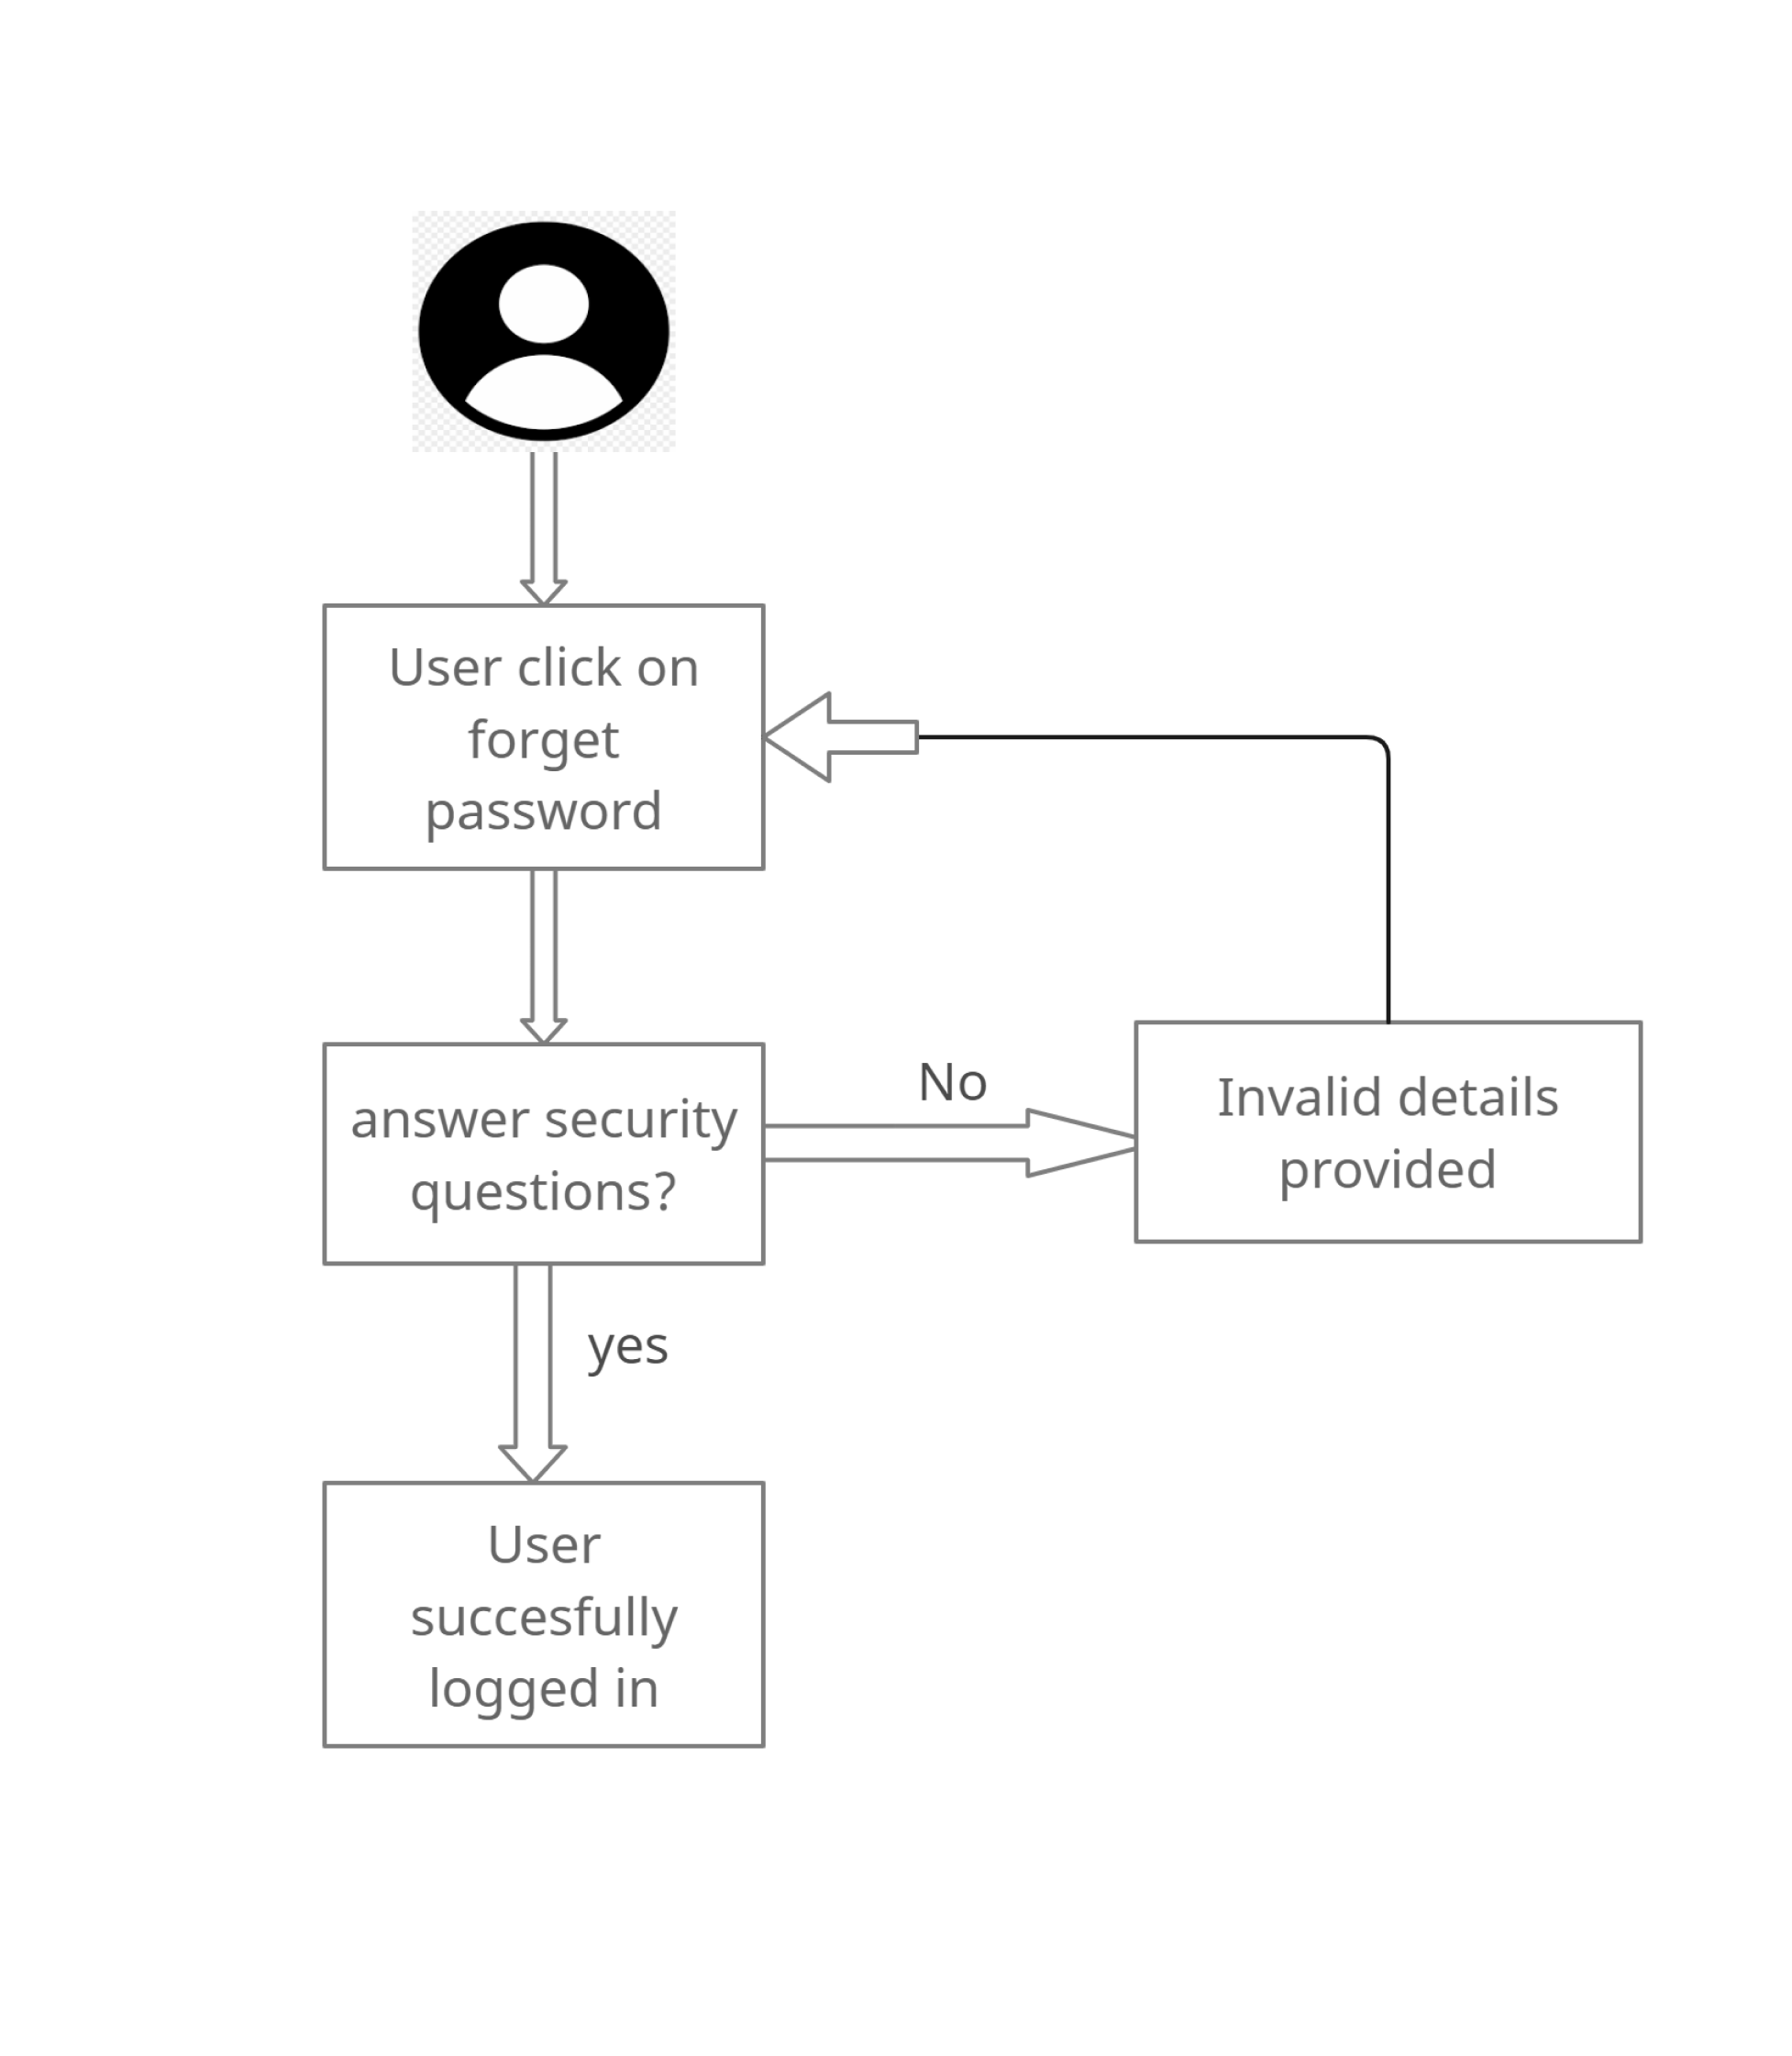 User click on
forget
password
answer security
questions?
No
Invalid details
provided
yes
User
succesfully
logged in